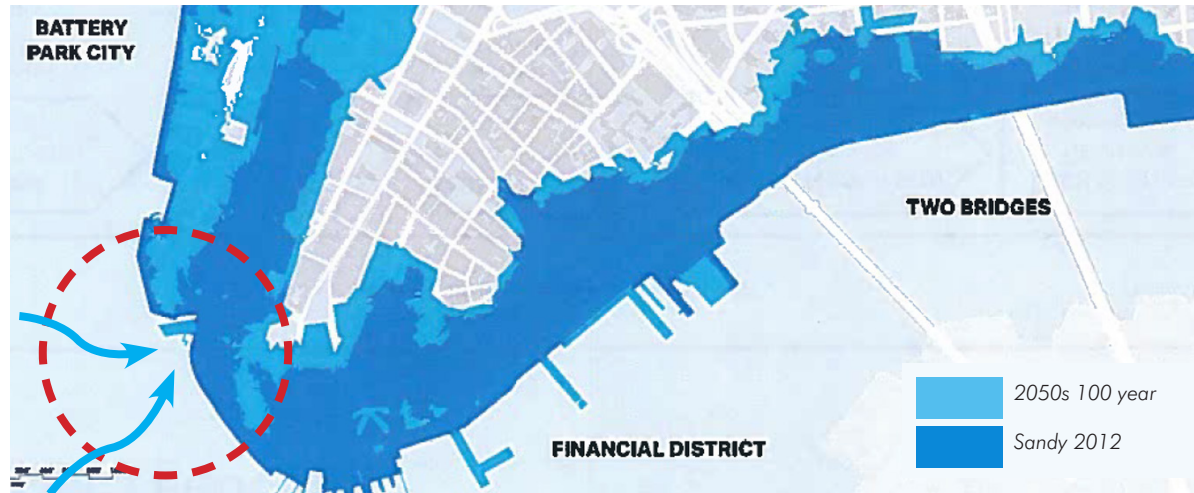 BATTERY
PARK CITY
TWO BRIDGES
FINANCIAL DISTRICT
2050s 100 year
Sandy 2012